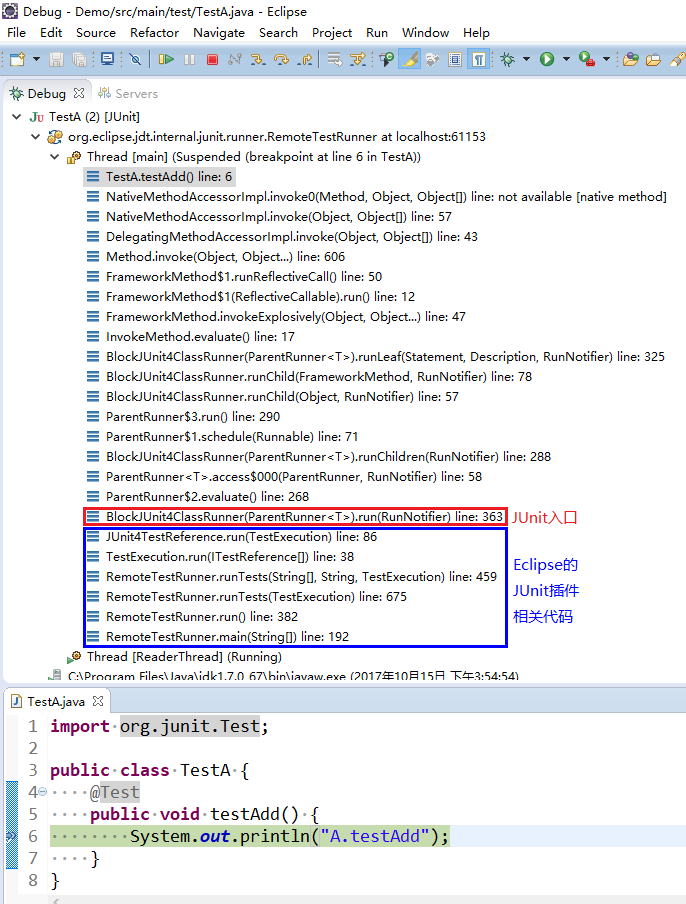 Debug - Demo/src/main/test/TestA.java - Eclipse
File Edit Source Refactor Navigate Search Project Run Window Help
Debug Servers
TestA (2) [JUnit]
org.eclipse.jdt.internal.junit.runner.RemoteTestRunner at localhost:61153
Thread [main] (Suspended (breakpoint at line 6 in TestA))
TestA.testAdd() line: 6
NativeMethodAccessorImpl.invoke0(Method, Object, Object[]) line: not available [native method]
NativeMethodAccessorImpl.invoke(Object, Object[]) line: 57
DelegatingMethodAccessorImpl.invoke(Object, Object[]) line: 43
Method.invoke(Object, Object...) line: 606
FrameworkMethod$1.runReflectiveCall() line: 50
FrameworkMethod$1(ReflectiveCallable).run() line: 12
FrameworkMethod.invokeExplosively(Object, Object...) line: 47
InvokeMethod.evaluate() line: 17
BlockJUnit4ClassRunner(ParentRunner<T>).runLeaf(Statement, Description, RunNotifier) line: 325
BlockJUnit4ClassRunner.runChild(FrameworkMethod, RunNotifier) line: 78
BlockJUnit4ClassRunner.runChild(Object, RunNotifier) line: 57
ParentRunner$3.run() line: 290
ParentRunner$1.schedule(Runnable) line: 71
BlockJUnit4ClassRunner(ParentRunner<T>).runChildren(RunNotifier) line: 288
ParentRunner<T>.access$000(ParentRunner, RunNotifier) line: 58
ParentRunner$2.evaluate() line: 268
BlockJUnit4ClassRunner(ParentRunner<T>).run(RunNotifier) line: 363 JUnit入口
JUnit4TestReference.run(TestExecution) line: 86
TestExecution.run(ITestReference[]) line: 38 Eclipse的
RemoteTestRunner.runTests(String[], String, TestExecution) line: 459
RemoteTestRunner.runTests(TestExecution) line: 675 JUnit插件
RemoteTestRunner.run() line: 382 相关代码
RemoteTestRunner.main(String[]) line: 192
Thread [ReaderThread] (Running)
C:\Program Files\Java\jdk1.7.0_67\bin\javaw.exe (2017年10月15日 下午3:54:54)
TestA.java
1 import org.junit.Test;
2
3 public class TestA {
4 @Test
5 public void testAdd() {
6 System.out.println("A.testAdd");
7 }
8 }